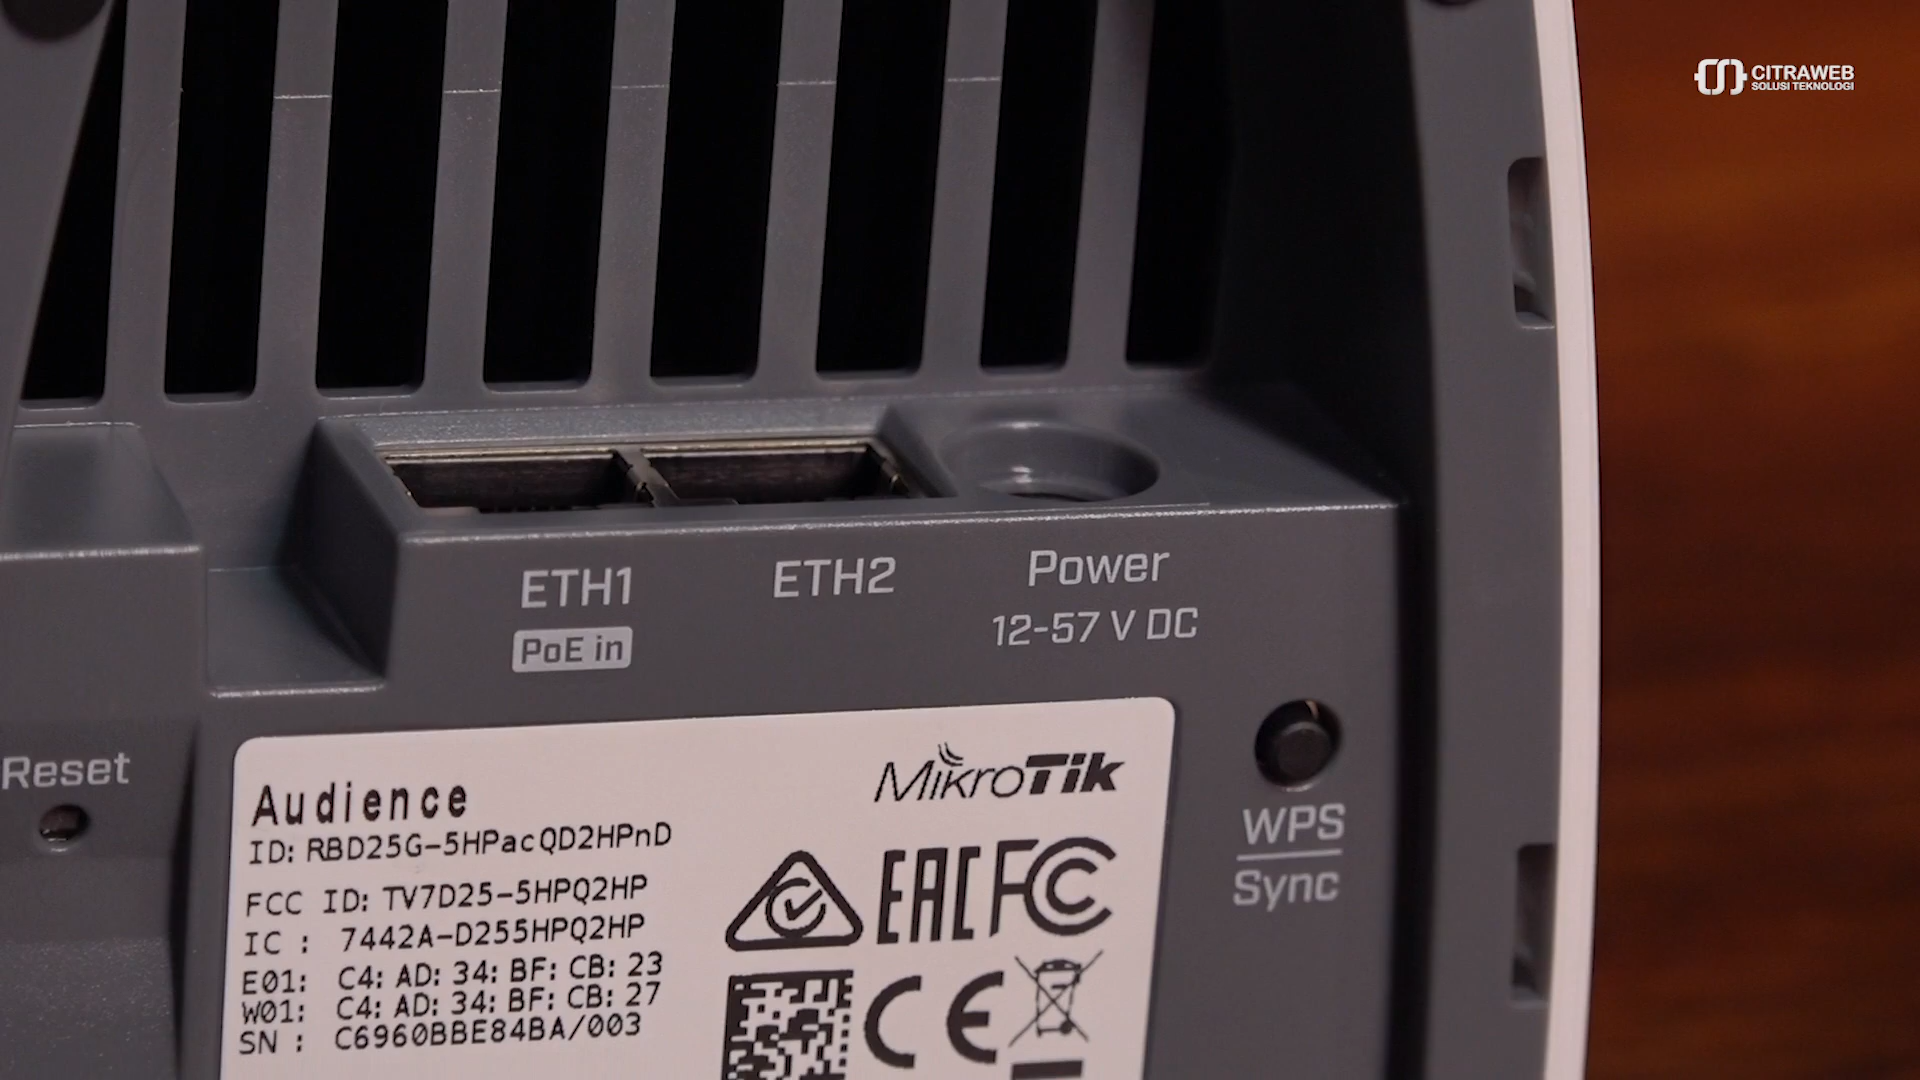 CITRAWEB
SOLUSI TEKNOLOGI
ETH1
ETH2
Power
PoE in
12-57 V DC
Reset
WPS
Sync
Audience
MikroTik
ID: RBD25G-5HPacQD2HPnD
FCC ID: TV7D25-5HPQ2HP
IC : 7442A-D255HPQ2HP
E01: C4: AD: 34: BF: CB: 23
W01: C4: AD: 34: BF: CB: 27
SN : C6960BBE84BA/003
EAC FC
CE